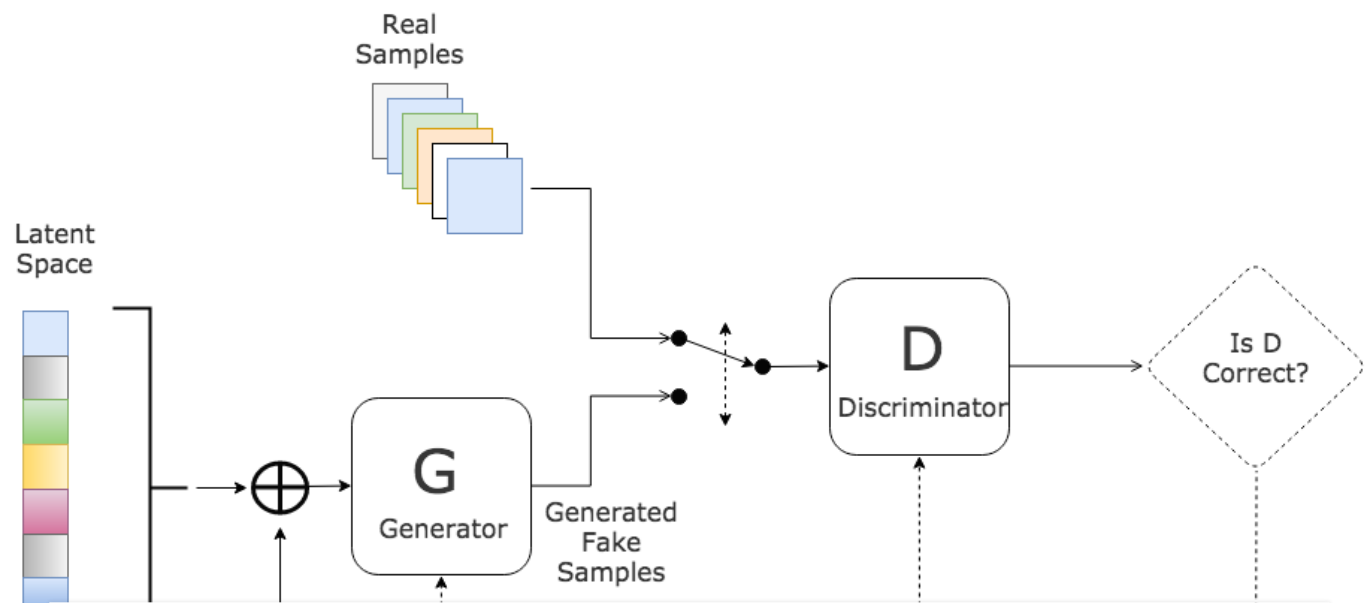 Real
Samples
Latent
Space
G
Generator
Generated
Fake
Samples
D
Discriminator
Is D
Correct?